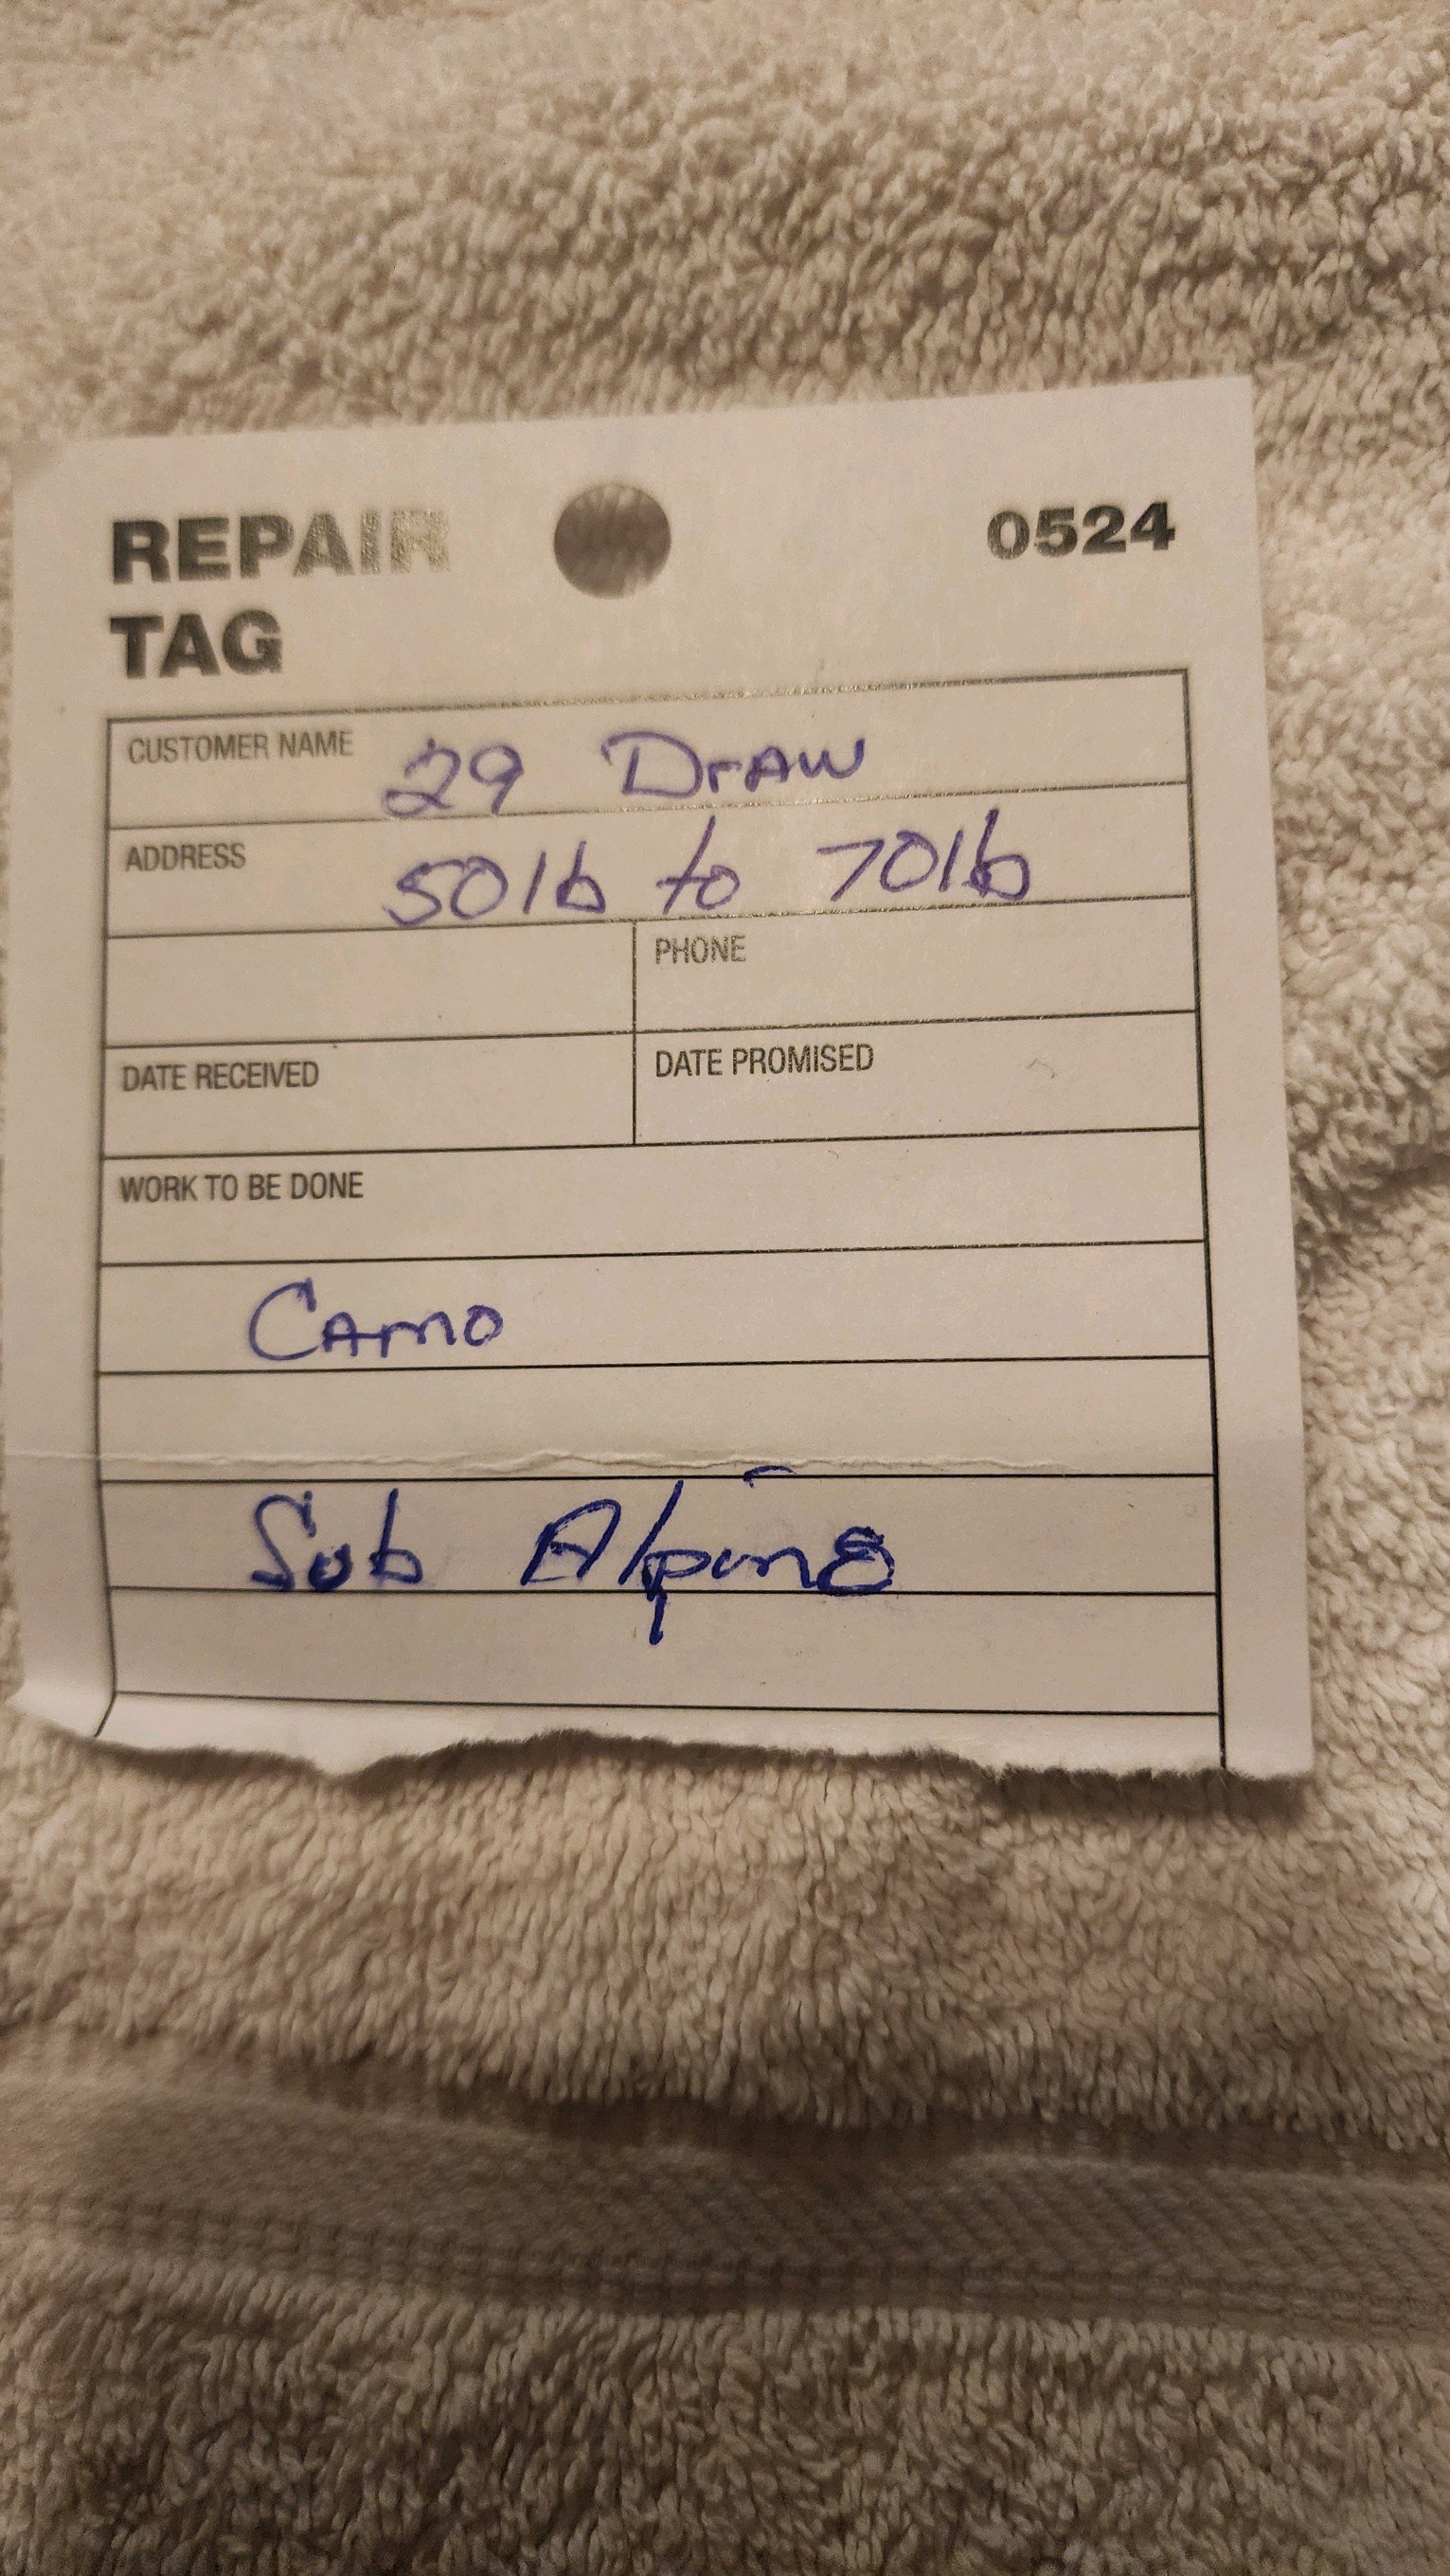 REPAIR
TAG
0524
CUSTOMER NAME 29 Draw
ADDRESS 50lb to 70lb
PHONE
DATE RECEIVED
DATE PROMISED
WORK TO BE DONE
Camo
Sub Alpine